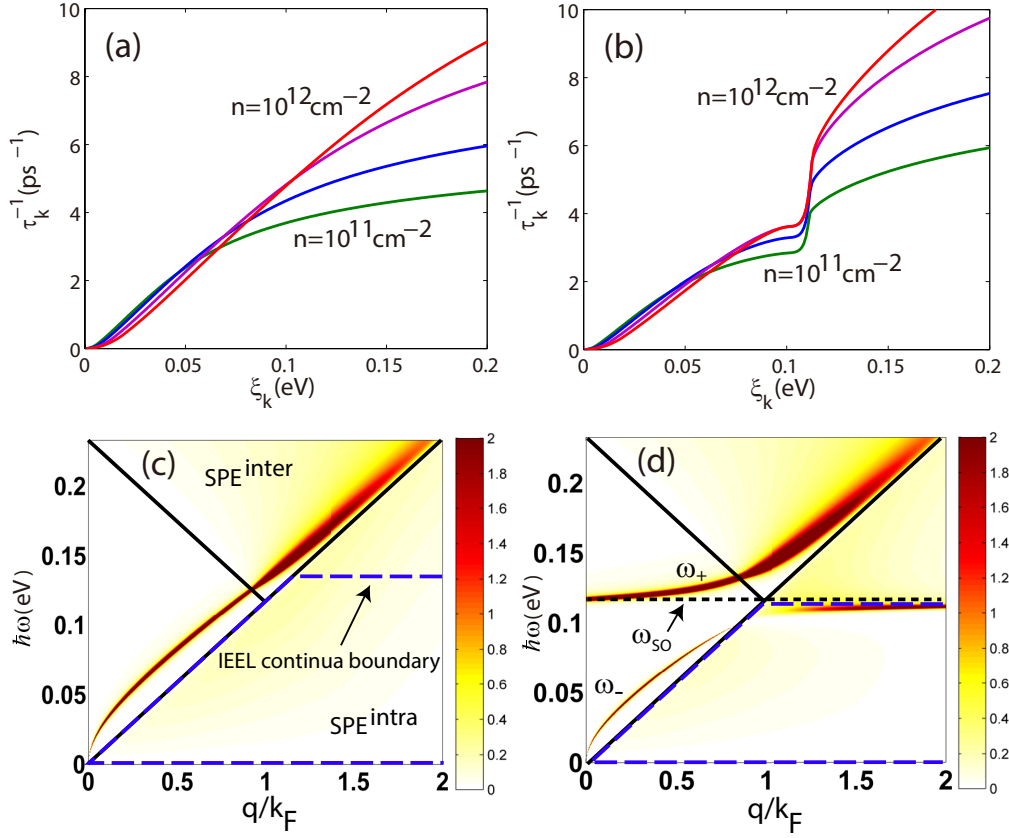 (a)
n=10¹²cm⁻²
n=10¹¹cm⁻²
τₖ⁻¹(ps⁻¹)
10
8
6
4
2
0
0 0.05 0.1 0.15 0.2
ξₖ(eV)
(b)
n=10¹²cm⁻²
n=10¹¹cm⁻²
τₖ⁻¹(ps⁻¹)
10
8
6
4
2
0
0 0.05 0.1 0.15 0.2
ξₖ(eV)
(c)
SPE^inter
IEEL continua boundary
SPE^intra
ħω(eV)
0.2
0.15
0.1
0.05
0
0 0.5 1 1.5 2
q/k_F
2
1.8
1.6
1.4
1.2
1
0.8
0.6
0.4
0.2
0
(d)
ω₊
ω_SO
ω₋
ħω(eV)
0.2
0.15
0.1
0.05
0
0 0.5 1 1.5 2
q/k_F
2
1.8
1.6
1.4
1.2
1
0.8
0.6
0.4
0.2
0